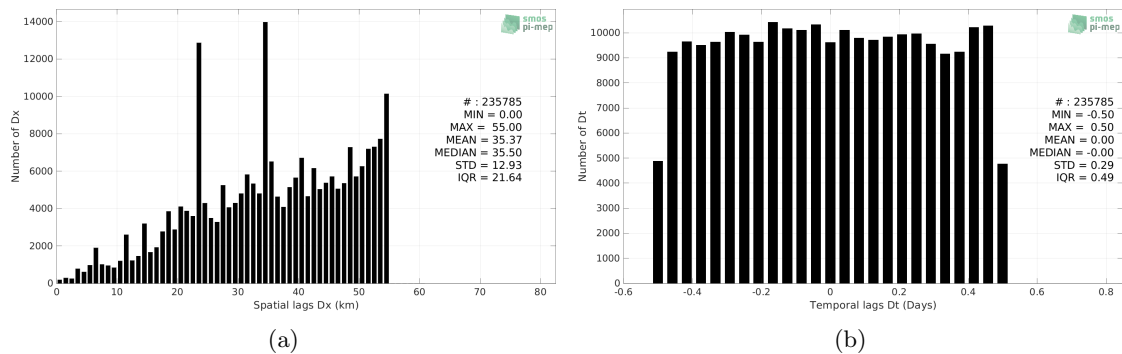 14000
12000
10000
8000
6000
4000
2000
0
Number of Dx
0 10 20 30 40 50 60 70 80
Spatial lags Dx (km)
smos
pi-mep
# : 235785
MIN = 0.00
MAX = 55.00
MEAN = 35.37
MEDIAN = 35.50
STD = 12.93
IQR = 21.64
(a)
10000
9000
8000
7000
6000
5000
4000
3000
2000
1000
0
Number of Dt
-0.6 -0.4 -0.2 0 0.2 0.4 0.6 0.8
Temporal lags Dt (Days)
smos
pi-mep
# : 235785
MIN = -0.50
MAX = 0.50
MEAN = 0.00
MEDIAN = -0.00
STD = 0.29
IQR = 0.49
(b)